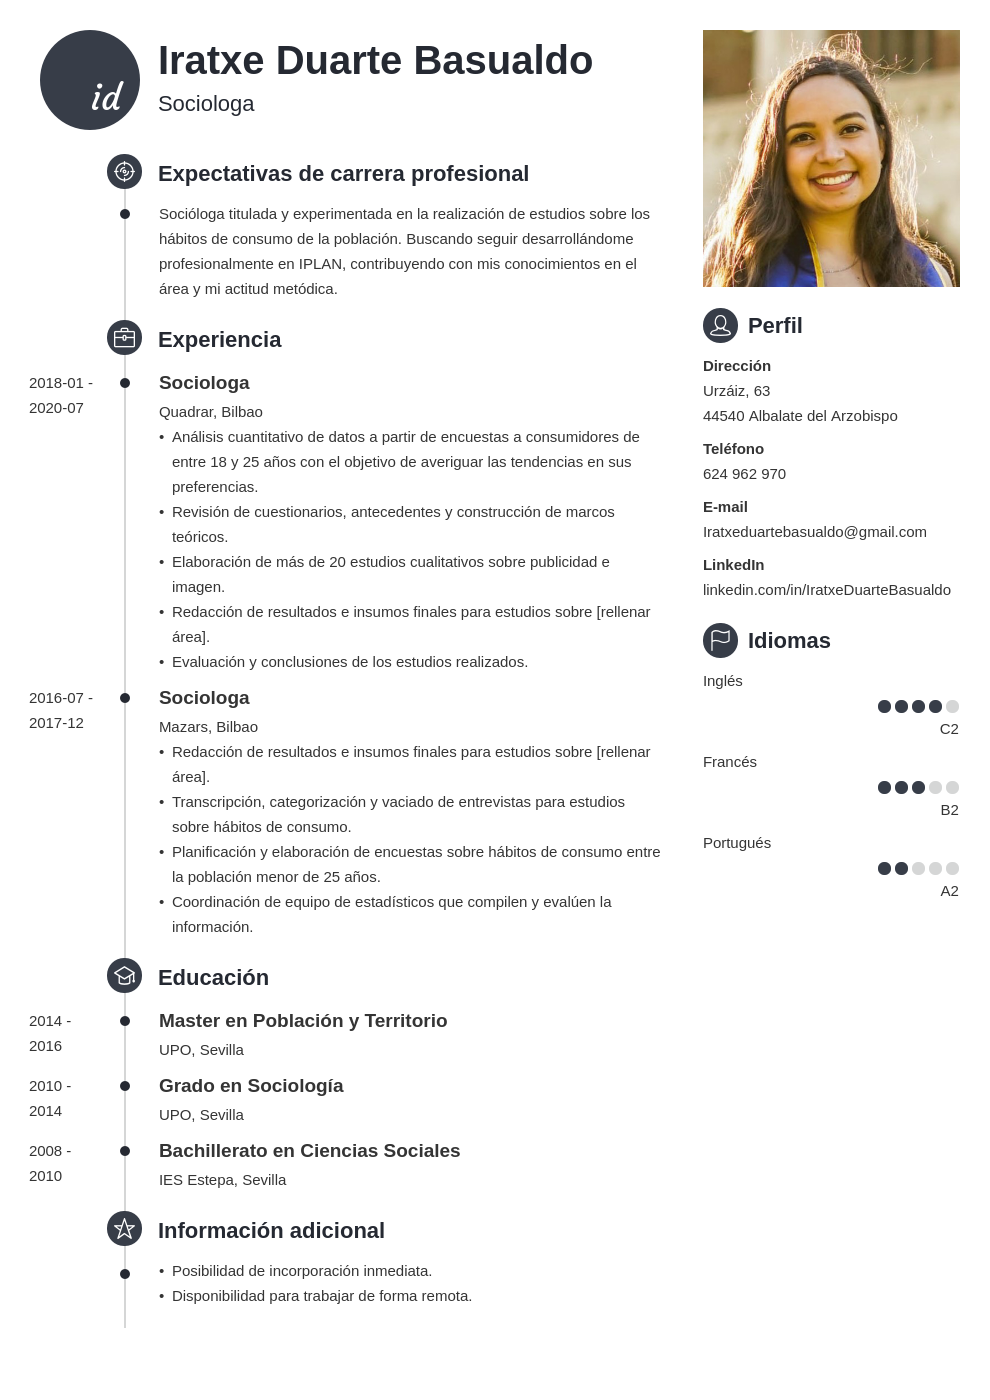 id
Iratxe Duarte Basualdo
Sociologa
Expectativas de carrera profesional
Socióloga titulada y experimentada en la realización de estudios sobre los
hábitos de consumo de la población. Buscando seguir desarrollándome
profesionalmente en IPLAN, contribuyendo con mis conocimientos en el
área y mi actitud metódica.
Experiencia
2018-01 -
2020-07
Sociologa
Quadrar, Bilbao
• Análisis cuantitativo de datos a partir de encuestas a consumidores de
entre 18 y 25 años con el objetivo de averiguar las tendencias en sus
preferencias.
• Revisión de cuestionarios, antecedentes y construcción de marcos
teóricos.
• Elaboración de más de 20 estudios cualitativos sobre publicidad e
imagen.
• Redacción de resultados e insumos finales para estudios sobre [rellenar
área].
• Evaluación y conclusiones de los estudios realizados.
2016-07 -
2017-12
Sociologa
Mazars, Bilbao
• Redacción de resultados e insumos finales para estudios sobre [rellenar
área].
• Transcripción, categorización y vaciado de entrevistas para estudios
sobre hábitos de consumo.
• Planificación y elaboración de encuestas sobre hábitos de consumo entre
la población menor de 25 años.
• Coordinación de equipo de estadísticos que compilen y evalúen la
información.
Educación
2014 -
2016
Master en Población y Territorio
UPO, Sevilla
2010 -
2014
Grado en Sociología
UPO, Sevilla
2008 -
2010
Bachillerato en Ciencias Sociales
IES Estepa, Sevilla
Información adicional
• Posibilidad de incorporación inmediata.
• Disponibilidad para trabajar de forma remota.
Perfil
Dirección
Urzáiz, 63
44540 Albalate del Arzobispo
Teléfono
624 962 970
E-mail
Iratxeduartebasualdo@gmail.com
LinkedIn
linkedin.com/in/IratxeDuarteBasualdo
Idiomas
Inglés
C2
Francés
B2
Portugués
A2